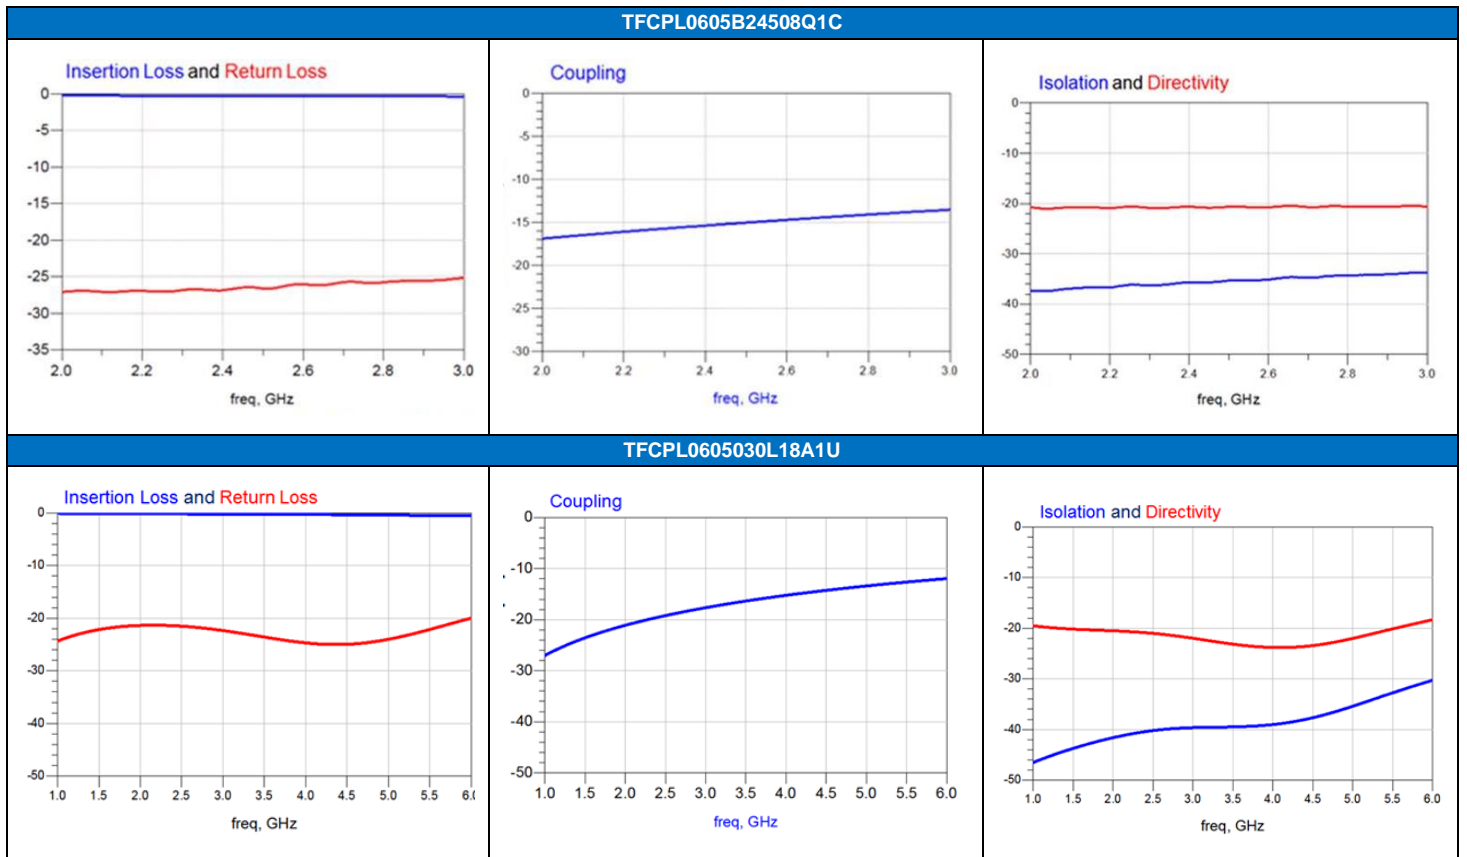 TFCPL0605B24508Q1C
Insertion Loss and Return Loss
0
-5
-10
-15
-20
-25
-30
-35
2.0 2.2 2.4 2.6 2.8 3.0
freq, GHz
Coupling
0
-5
-10
-15
-20
-25
-30
2.0 2.2 2.4 2.6 2.8 3.0
freq, GHz
Isolation and Directivity
0
-10
-20
-30
-40
-50
2.0 2.2 2.4 2.6 2.8 3.0
freq, GHz
TFCPL0605030L18A1U
Insertion Loss and Return Loss
0
-10
-20
-30
-40
-50
1.0 1.5 2.0 2.5 3.0 3.5 4.0 4.5 5.0 5.5 6.0
freq, GHz
Coupling
0
-10
-20
-30
-40
-50
1.0 1.5 2.0 2.5 3.0 3.5 4.0 4.5 5.0 5.5 6.0
freq, GHz
Isolation and Directivity
0
-10
-20
-30
-40
-50
1.0 1.5 2.0 2.5 3.0 3.5 4.0 4.5 5.0 5.5 6.0
freq, GHz